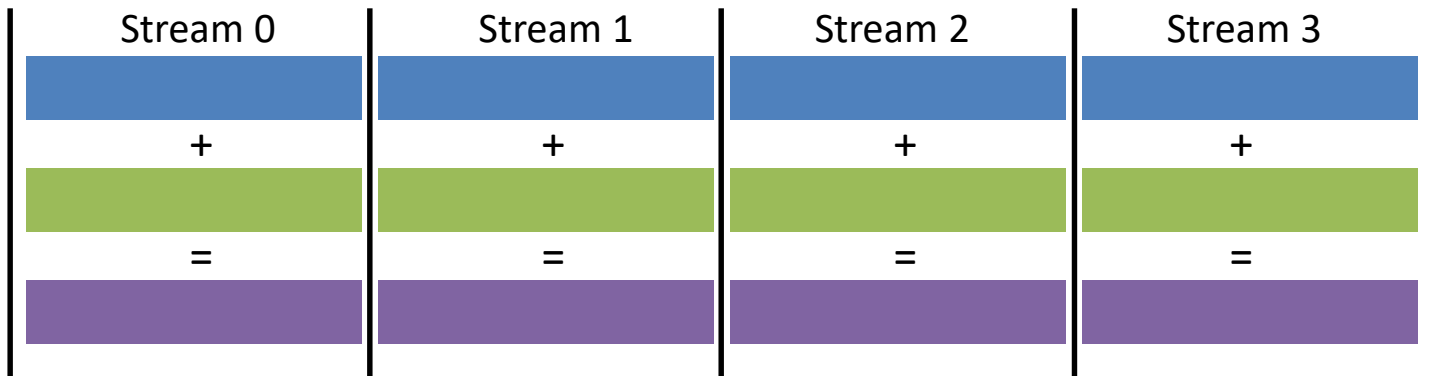 Stream 0 Stream 1 Stream 2 Stream 3
+ + + +
= = = =